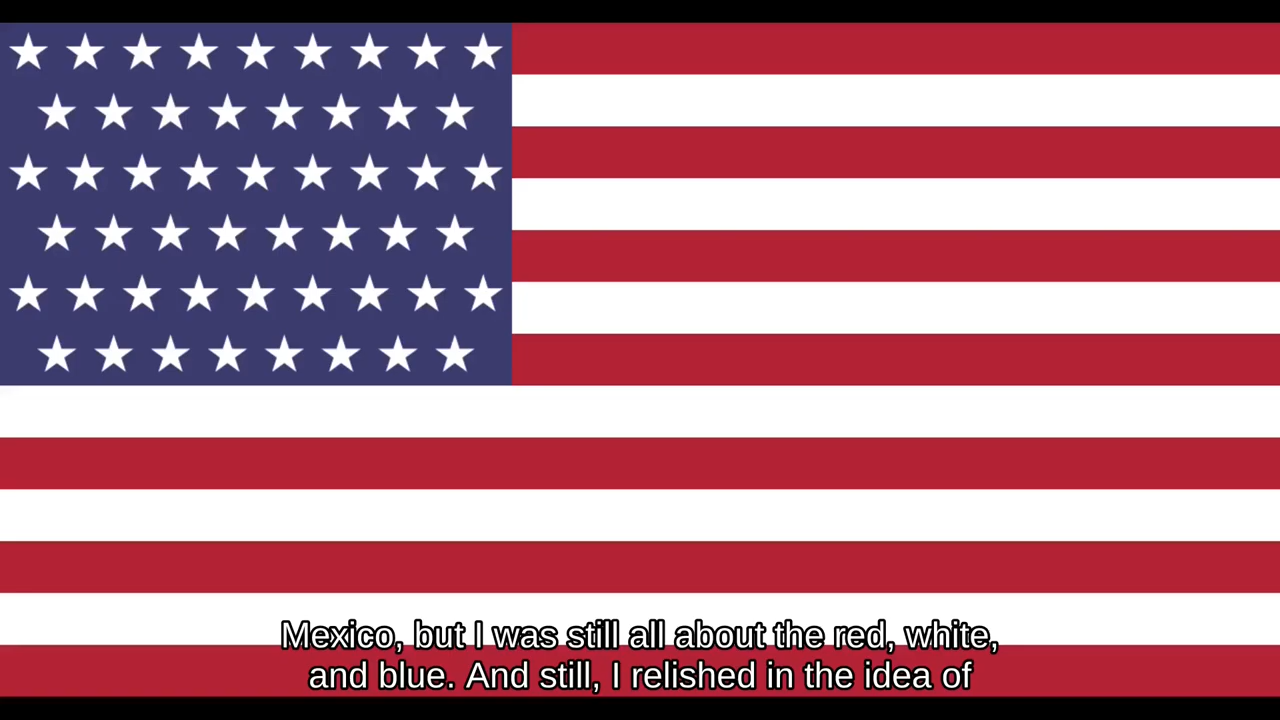 Mexico, but I was still all about the red, white,
and blue. And still, I relished in the idea of